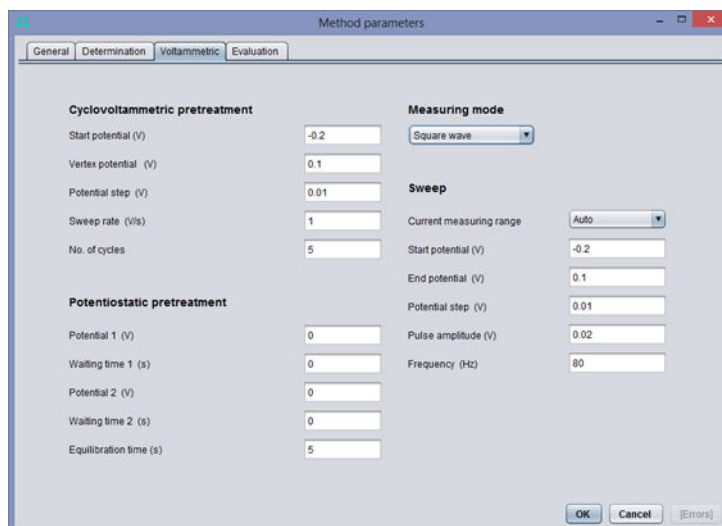 Method parameters
General Determination Voltammetric Evaluation
Cyclovoltammetric pretreatment
Start potential (V) -0.2
Vertex potential (V) 0.1
Potential step (V) 0.01
Sweep rate (V/s) 1
No. of cycles 5
Potentiostatic pretreatment
Potential 1 (V) 0
Waiting time 1 (s) 0
Potential 2 (V) 0
Waiting time 2 (s) 0
Equilibration time (s) 5
Measuring mode
Square wave
Sweep
Current measuring range Auto
Start potential (V) -0.2
End potential (V) 0.1
Potential step (V) 0.01
Pulse amplitude (V) 0.02
Frequency (Hz) 80
OK Cancel [Errors]